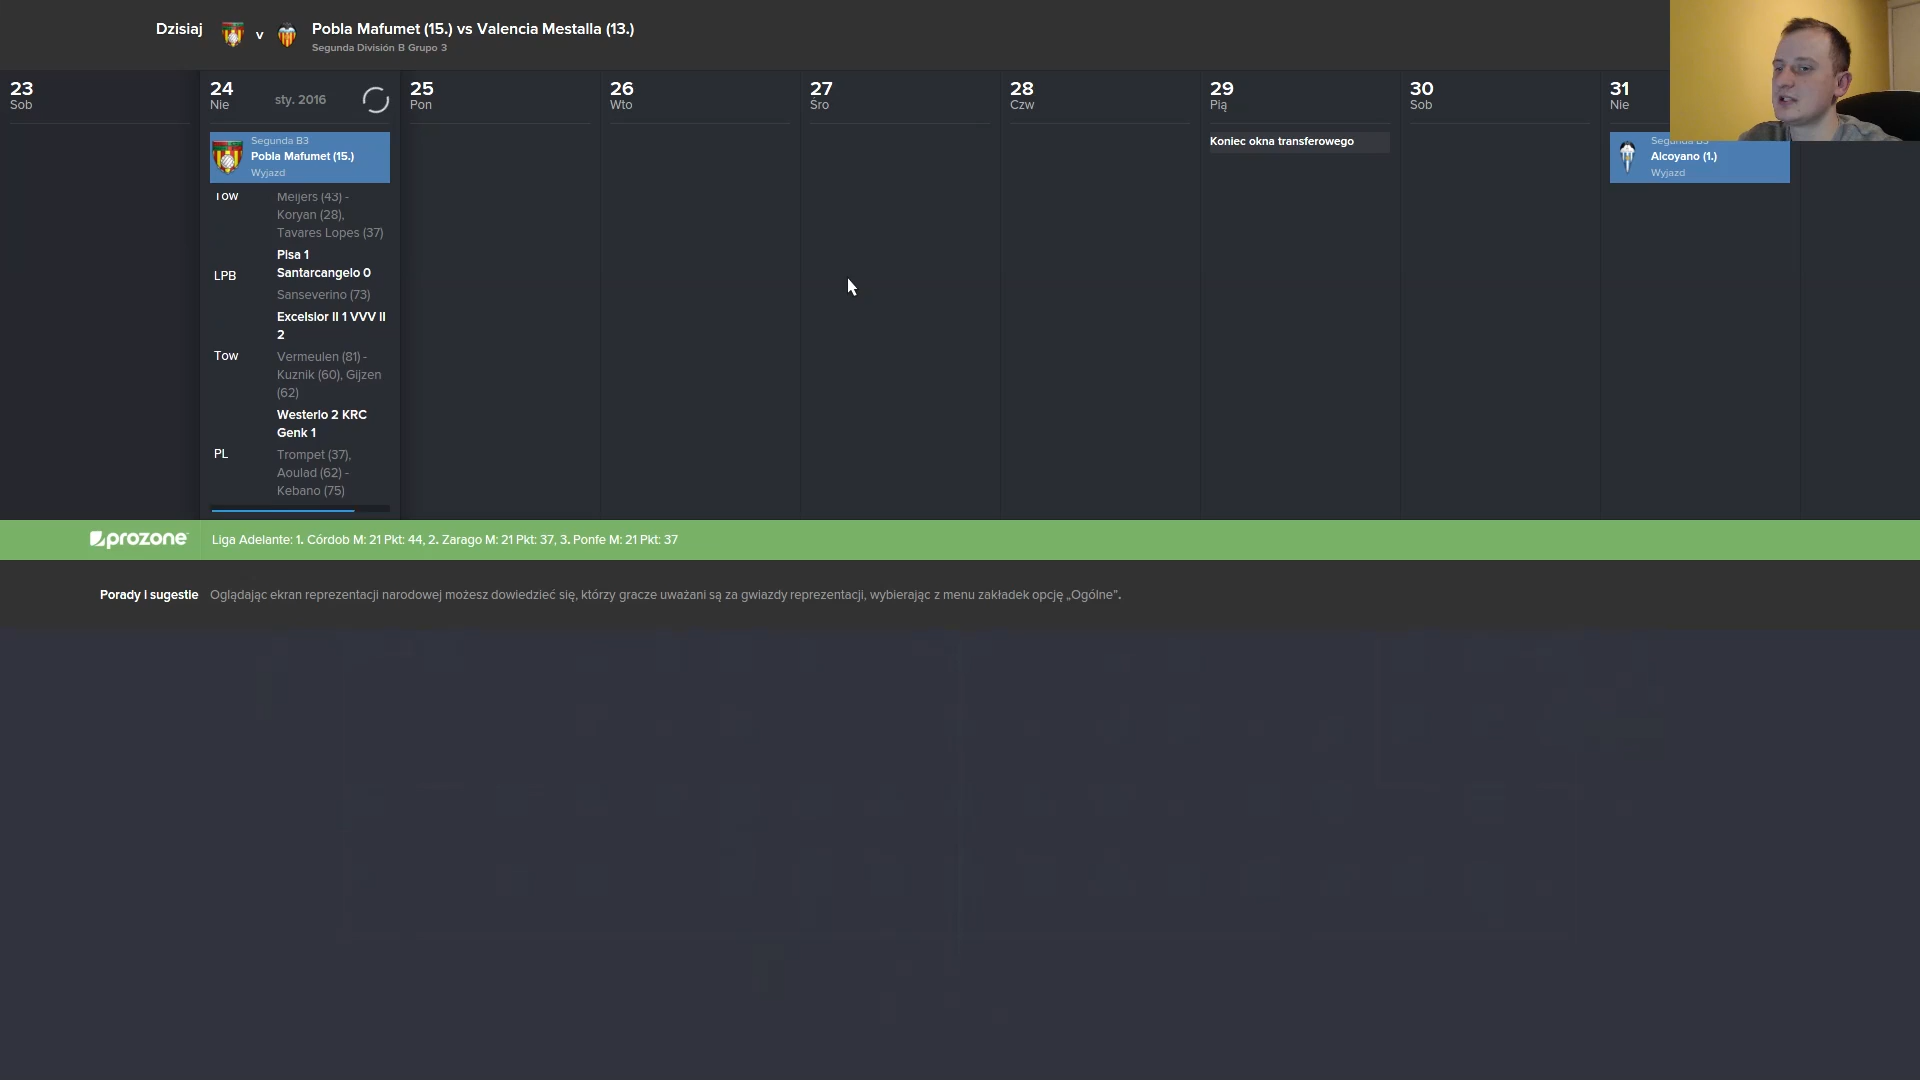 Dzisiaj
v
Pobla Mafumet (15.) vs Valencia Mestalla (13.)
Segunda División B Grupo 3
23
Sob
24
Nie
sty. 2016
25
Pon
26
Wto
27
Śro
28
Czw
29
Pią
30
Sob
31
Nie
Segunda B3
Pobla Mafumet (15.)
Wyjazd
Koniec okna transferowego
Segunda B3
Alcoyano (1.)
Wyjazd
Tow
Meijers (43) -
Koryan (28),
Tavares Lopes (37)
LPB
Pisa 1
Santarcangelo 0
Sanseverino (73)
Tow
Excelsior II 1 VVV II
2
Vermeulen (81) -
Kuznik (60), Gijzen
(62)
PL
Westerlo 2 KRC
Genk 1
Trompet (37),
Aoulad (62) -
Kebano (75)
prozone
Liga Adelante: 1. Córdob M: 21 Pkt: 44, 2. Zarago M: 21 Pkt: 37, 3. Ponfe M: 21 Pkt: 37
Porady i sugestie
Oglądając ekran reprezentacji narodowej możesz dowiedzieć się, którzy gracze uważani są za gwiazdy reprezentacji, wybierając z menu zakładek opcję „Ogólne”.